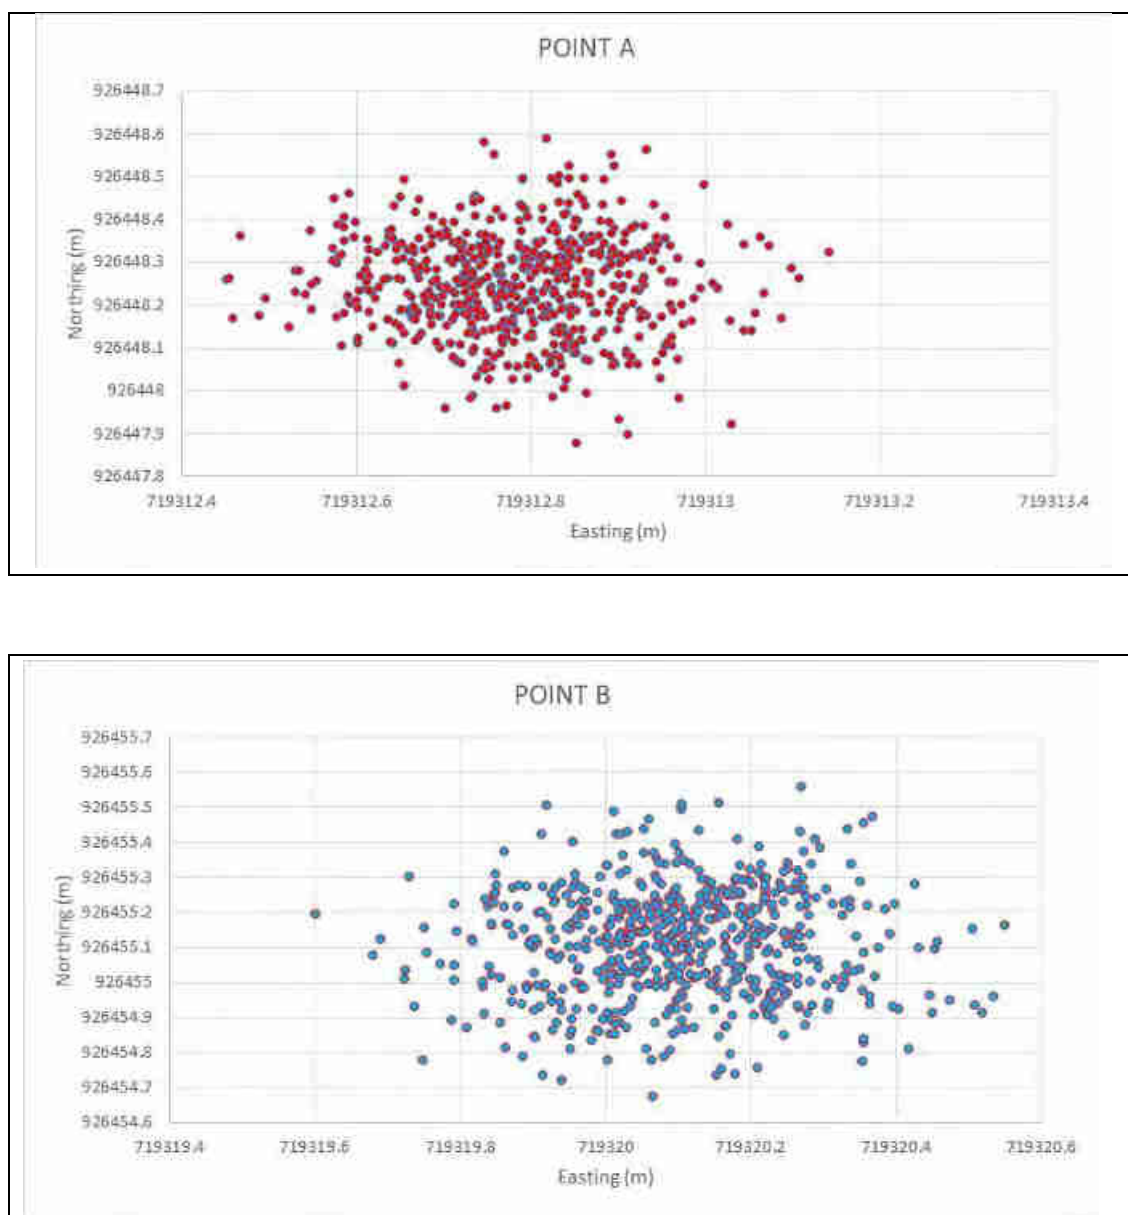 POINT A
926448.7
926448.6
926448.5
926448.4
926448.3
926448.2
926448.1
926448
926447.9
926447.8
Northing (m)
719312.4 719312.6 719312.8 719313 719313.2 719313.4
Easting (m)
POINT B
926455.7
926455.6
926455.5
926455.4
926455.3
926455.2
926455.1
926455
926454.9
926454.8
926454.7
926454.6
Northing (m)
719319.4 719319.6 719319.8 719320 719320.2 719320.4 719320.6
Easting (m)